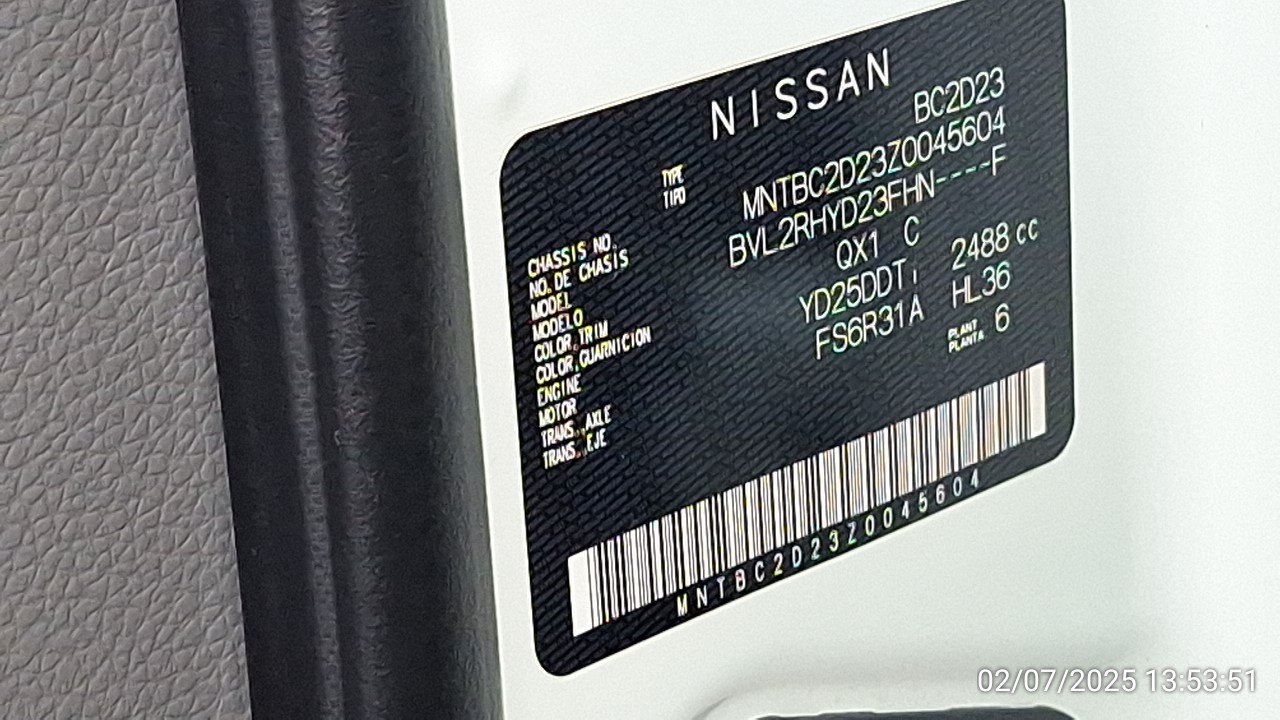 NISSAN
TYPE BC2D23
TIPO
CHASSIS NO. MNTBC2D23Z0045604
NO. DE CHASIS
MODEL BVL2RHYD23FHN----F
MODELO
COLOR, TRIM QX1 C
COLOR, GUARNICION
ENGINE YD25DDTi 2488 cc
MOTOR
TRANS., AXLE FS6R31A HL36
TRANS., EJE
PLANT 6
PLANTA
MNTBC2D23Z0045604
02/07/2025 13:53:51